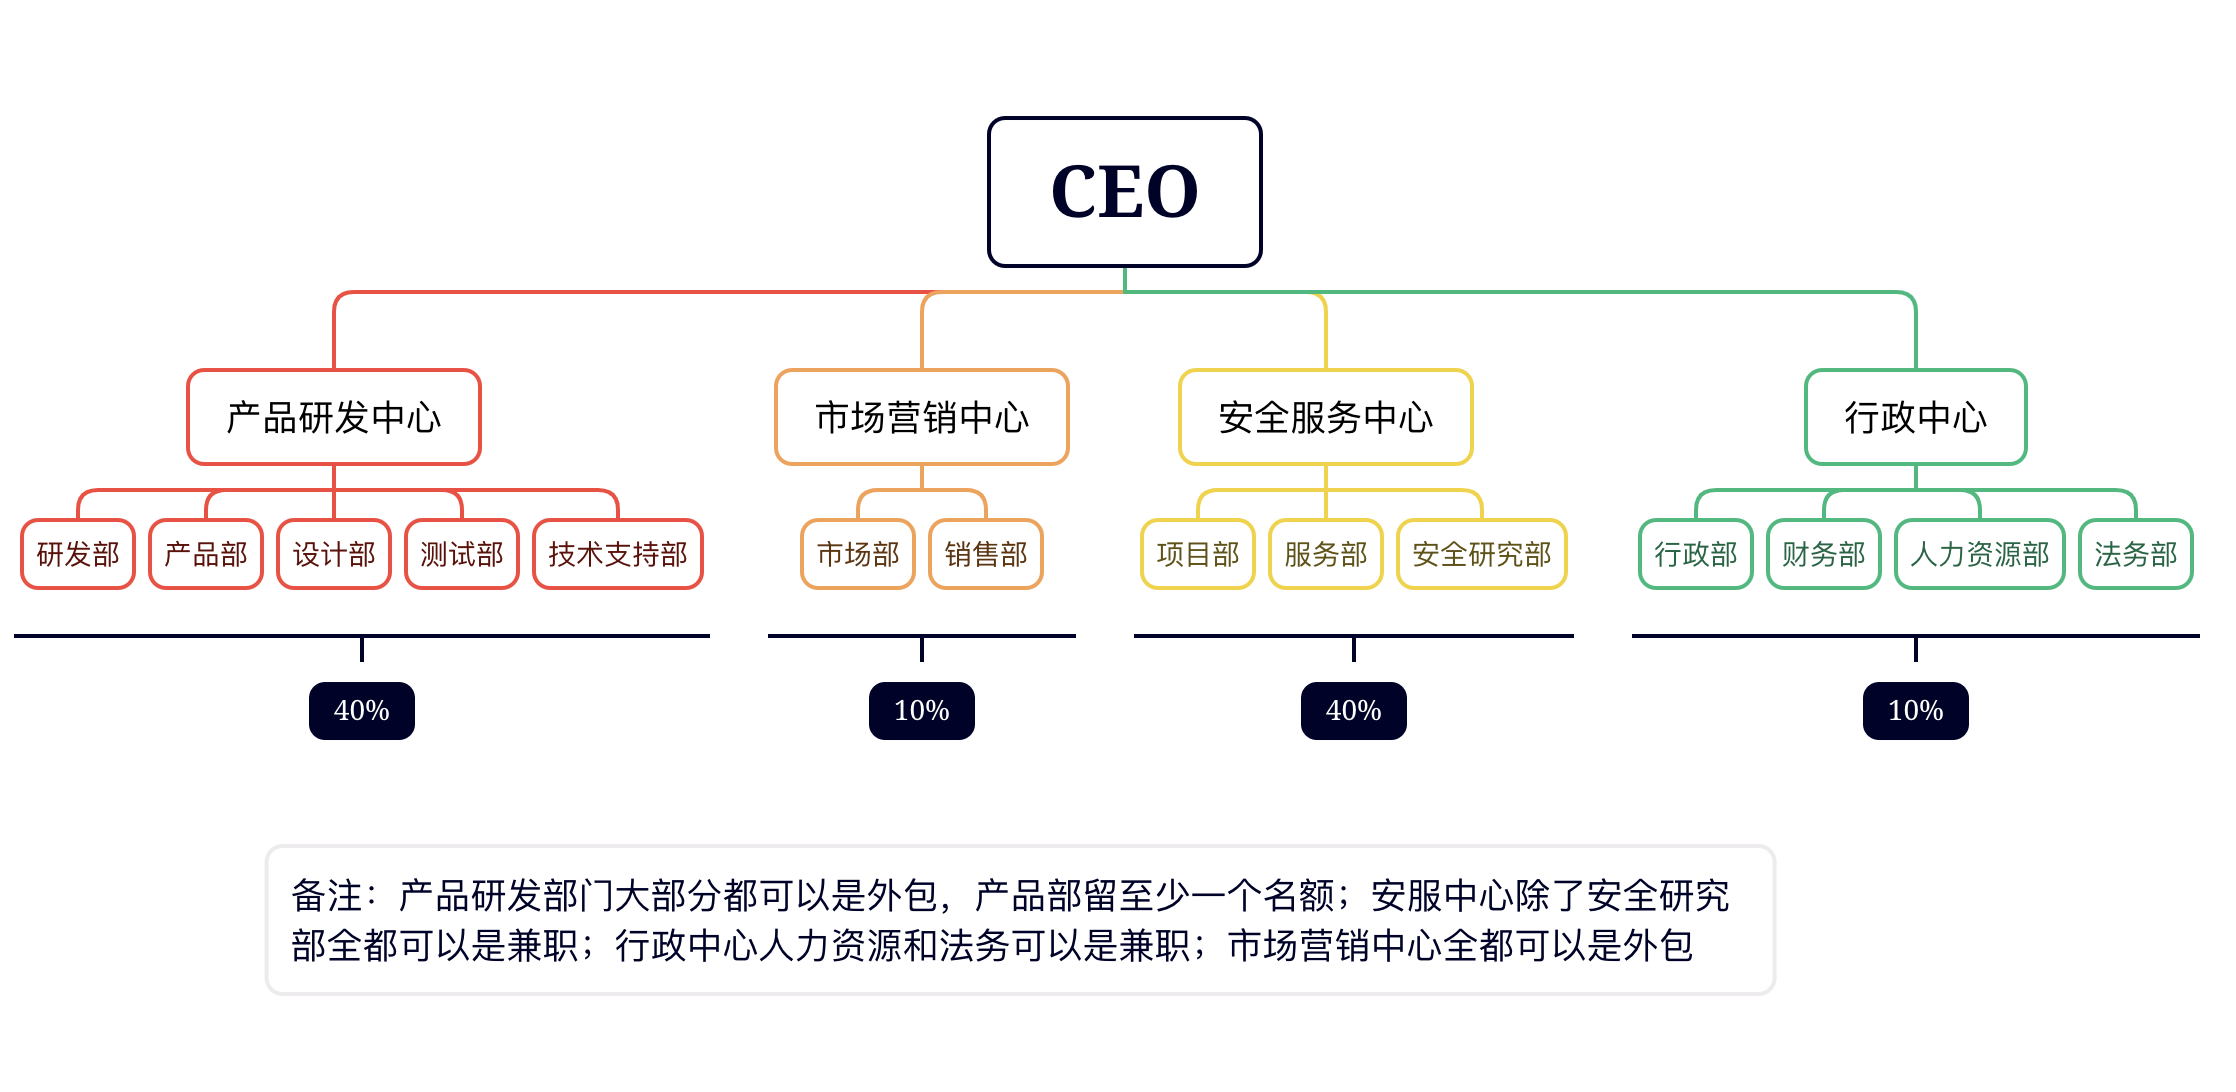 CEO
产品研发中心
市场营销中心
安全服务中心
行政中心
研发部
产品部
设计部
测试部
技术支持部
市场部
销售部
项目部
服务部
安全研究部
行政部
财务部
人力资源部
法务部
40%
10%
40%
10%
备注：产品研发部门大部分都可以是外包，产品部留至少一个名额；安服中心除了安全研究
部全都可以是兼职；行政中心人力资源和法务可以是兼职；市场营销中心全都可以是外包